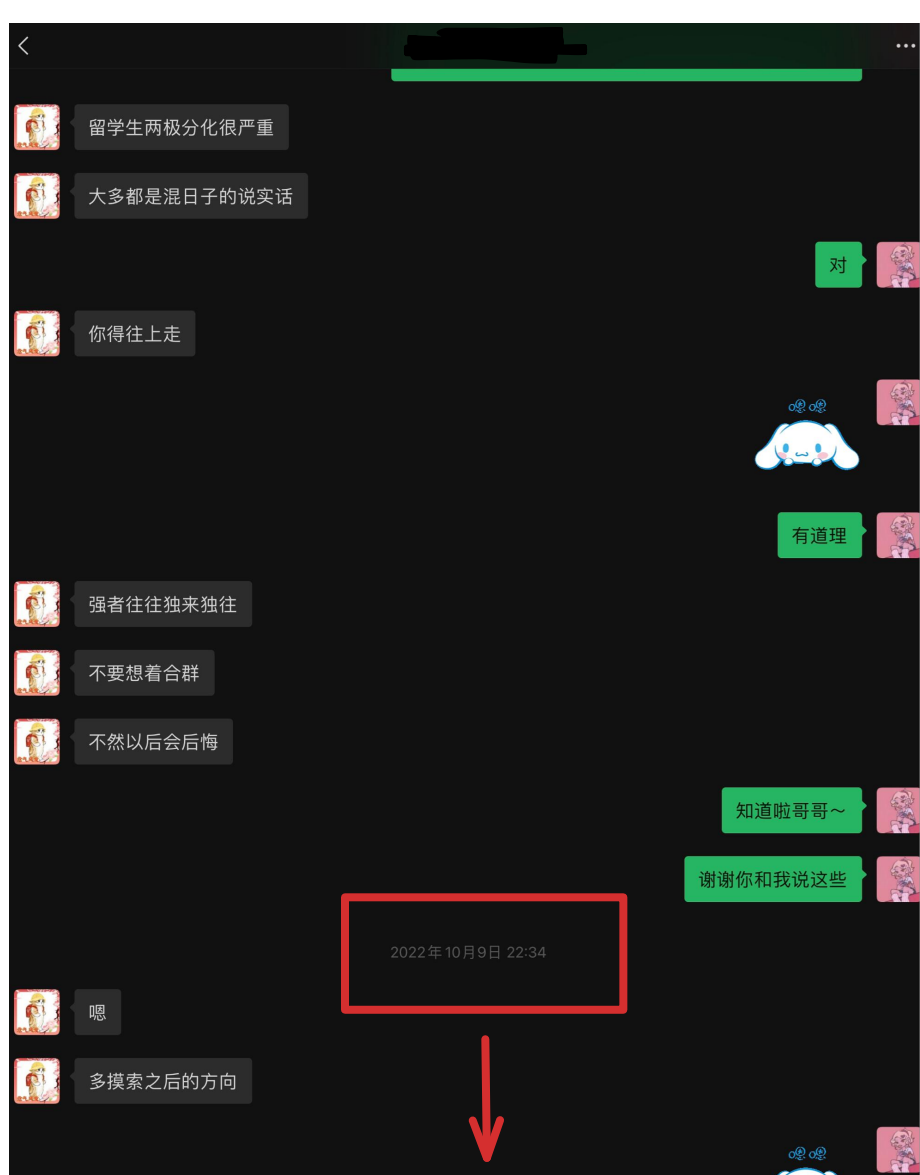 留学生两极分化很严重
大多都是混日子的说实话
对
你得往上走
嗯 嗯
有道理
强者往往独来独往
不要想着合群
不然以后会后悔
知道啦哥哥～
谢谢你和我说这些
2022年10月9日 22:34
嗯
多摸索之后的方向
嗯 嗯